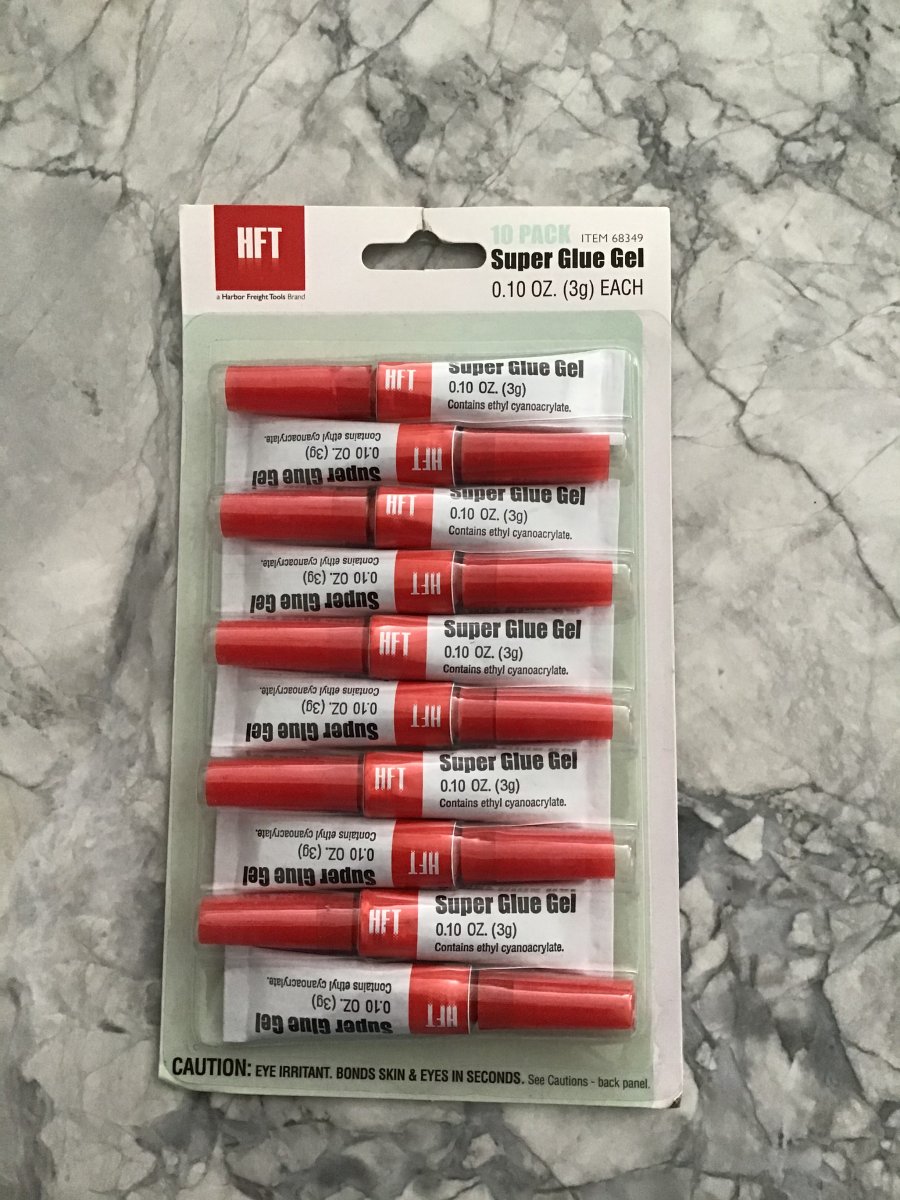 HFT
a Harbor Freight Tools Brand
10 PACK ITEM 68349
Super Glue Gel
0.10 OZ. (3g) EACH
HFT
Super Glue Gel
0.10 OZ. (3g)
Contains ethyl cyanoacrylate.
HFT
Super Glue Gel
0.10 OZ. (3g)
Contains ethyl cyanoacrylate.
HFT
Super Glue Gel
0.10 OZ. (3g)
Contains ethyl cyanoacrylate.
HFT
Super Glue Gel
0.10 OZ. (3g)
Contains ethyl cyanoacrylate.
HFT
Super Glue Gel
0.10 OZ. (3g)
Contains ethyl cyanoacrylate.
HFT
Super Glue Gel
0.10 OZ. (3g)
Contains ethyl cyanoacrylate.
HFT
Super Glue Gel
0.10 OZ. (3g)
Contains ethyl cyanoacrylate.
HFT
Super Glue Gel
0.10 OZ. (3g)
Contains ethyl cyanoacrylate.
HFT
Super Glue Gel
0.10 OZ. (3g)
Contains ethyl cyanoacrylate.
HFT
Super Glue Gel
0.10 OZ. (3g)
Contains ethyl cyanoacrylate.
CAUTION: EYE IRRITANT. BONDS SKIN & EYES IN SECONDS. See Cautions - back panel.